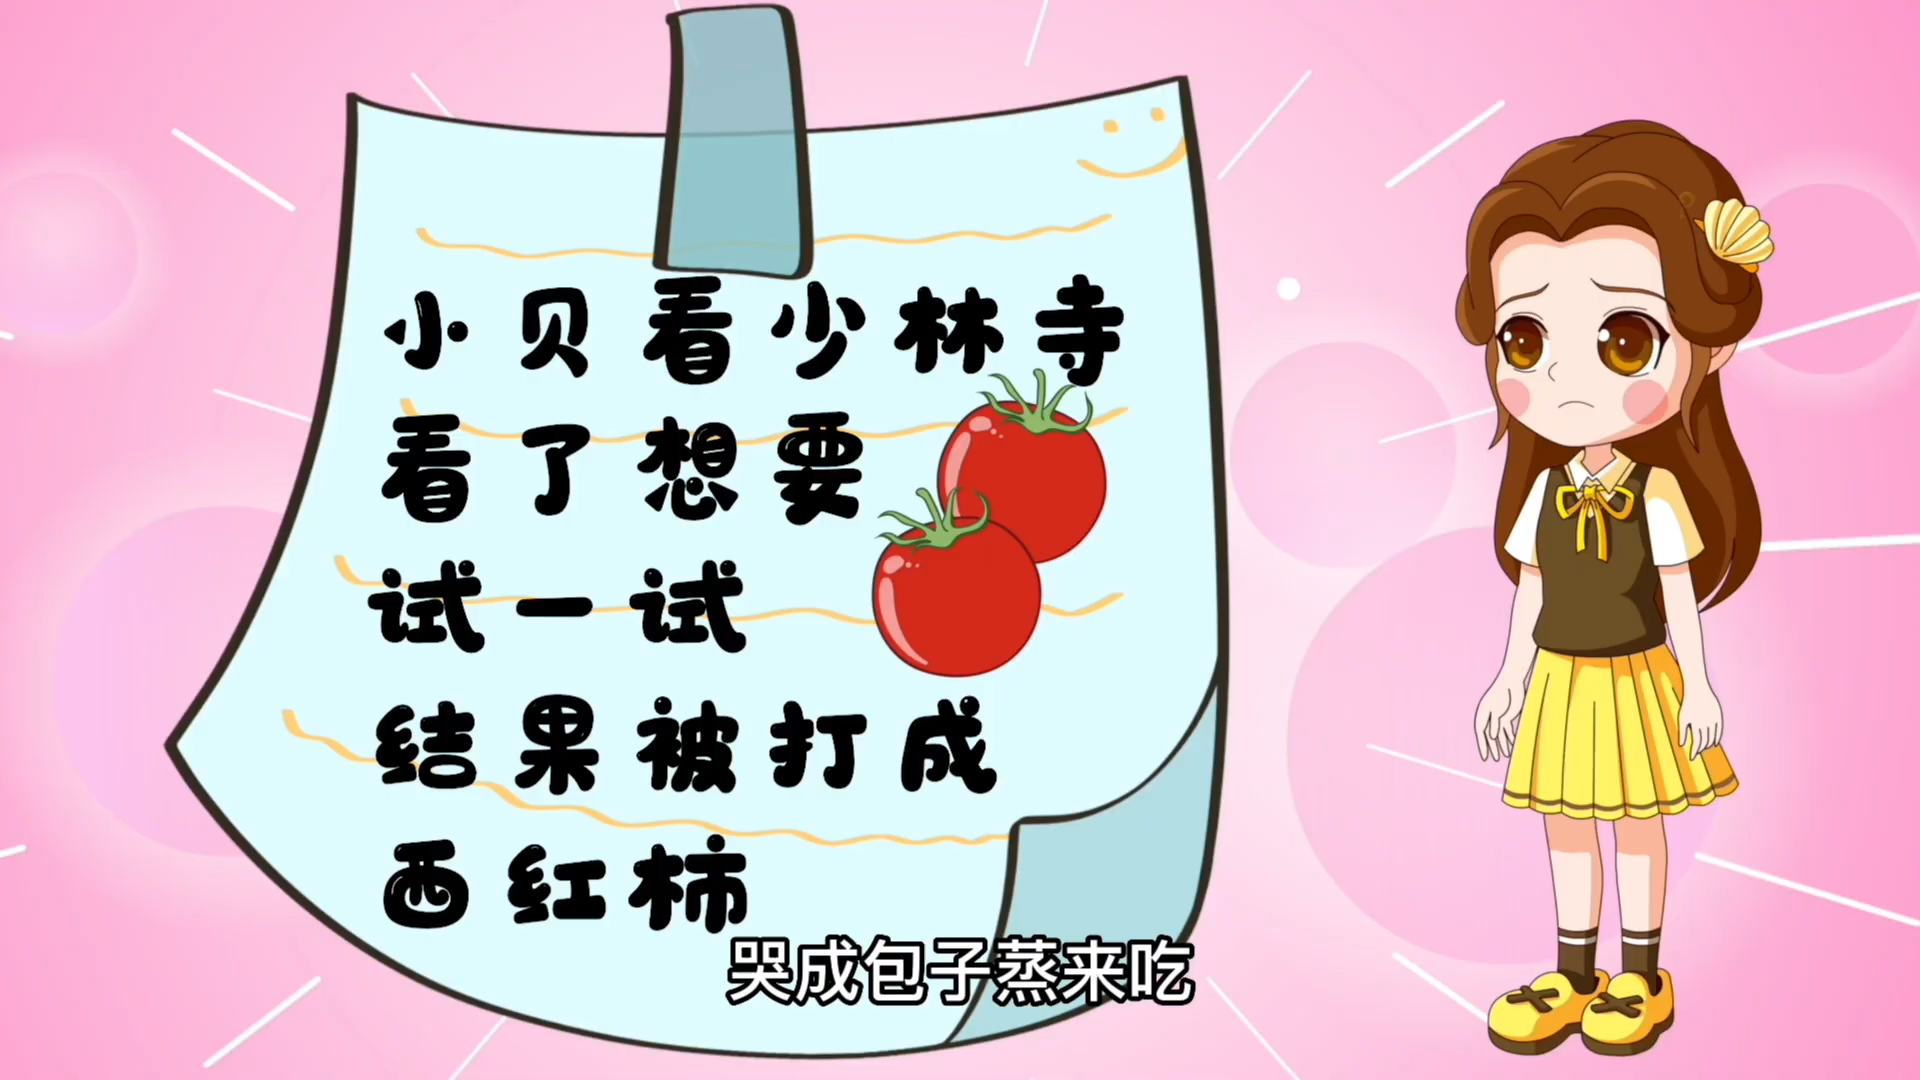 小贝看少林寺
看了想要
试一试
结果被打成
西红柿
哭成包子蒸来吃